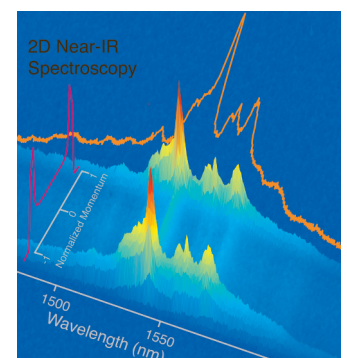 2D Near-IR
Spectroscopy
1
0
-1
Normalized Momentum
1500
1550
Wavelength (nm)